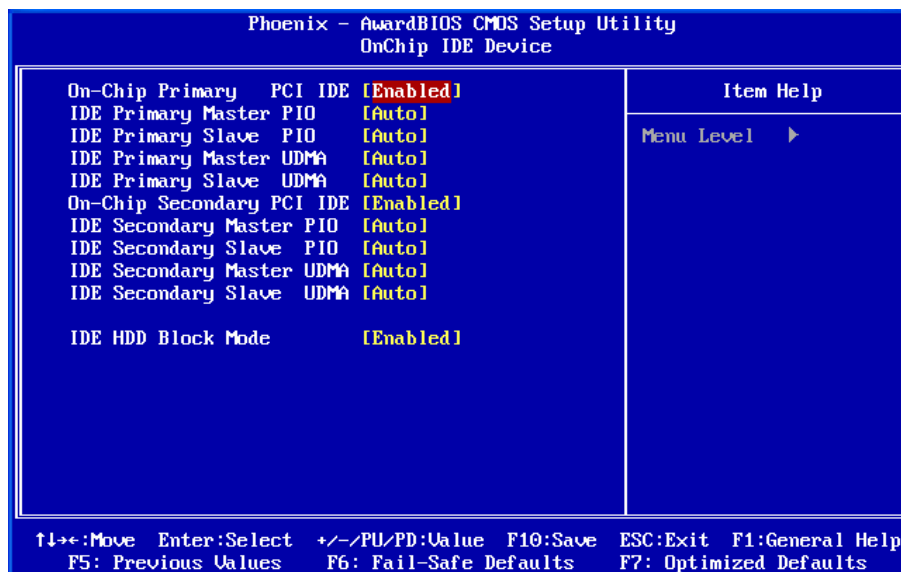 Phoenix - AwardBIOS CMOS Setup Utility
OnChip IDE Device
On-Chip Primary PCI IDE [Enabled]
IDE Primary Master PIO [Auto]
IDE Primary Slave PIO [Auto]
IDE Primary Master UDMA [Auto]
IDE Primary Slave UDMA [Auto]
On-Chip Secondary PCI IDE [Enabled]
IDE Secondary Master PIO [Auto]
IDE Secondary Slave PIO [Auto]
IDE Secondary Master UDMA [Auto]
IDE Secondary Slave UDMA [Auto]
IDE HDD Block Mode [Enabled]
Item Help
Menu Level ▶
↑↓→←:Move Enter:Select +/-/PU/PD:Value F10:Save ESC:Exit F1:General Help
F5: Previous Values F6: Fail-Safe Defaults F7: Optimized Defaults